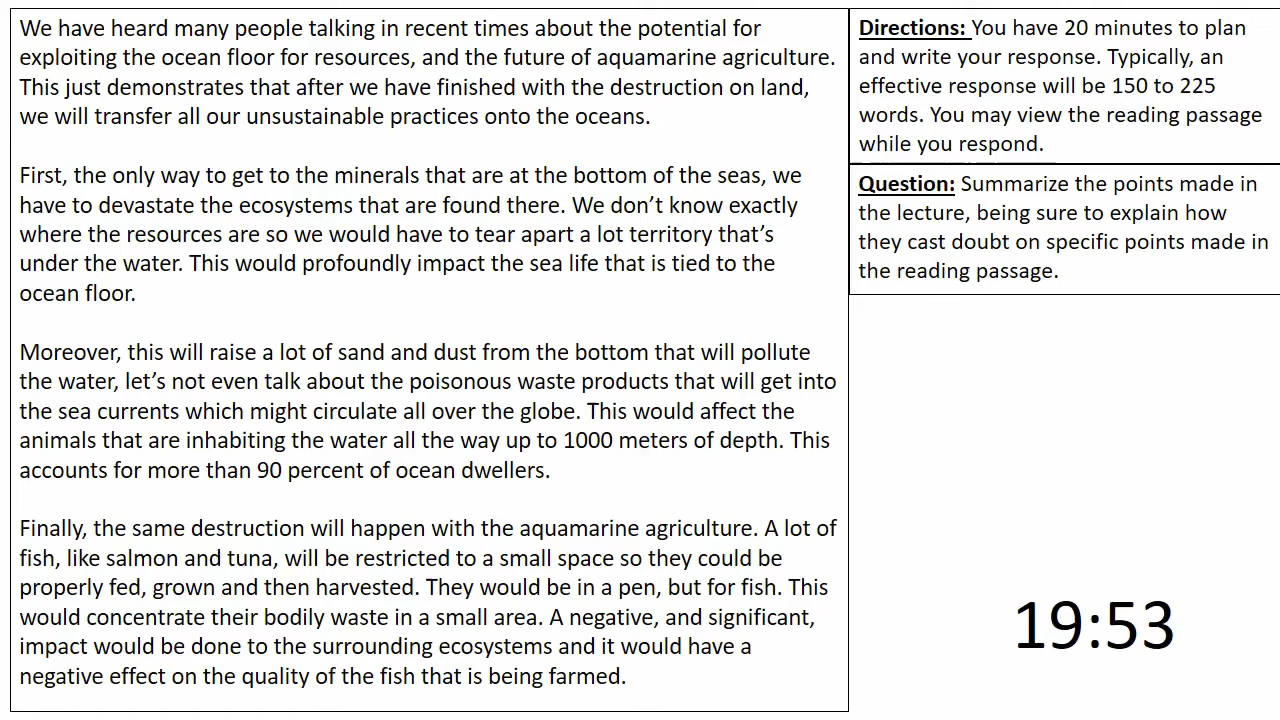 We have heard many people talking in recent times about the potential for
exploiting the ocean floor for resources, and the future of aquamarine agriculture.
This just demonstrates that after we have finished with the destruction on land,
we will transfer all our unsustainable practices onto the oceans.
First, the only way to get to the minerals that are at the bottom of the seas, we
have to devastate the ecosystems that are found there. We don't know exactly
where the resources are so we would have to tear apart a lot territory that's
under the water. This would profoundly impact the sea life that is tied to the
ocean floor.
Moreover, this will raise a lot of sand and dust from the bottom that will pollute
the water, let's not even talk about the poisonous waste products that will get into
the sea currents which might circulate all over the globe. This would affect the
animals that are inhabiting the water all the way up to 1000 meters of depth. This
accounts for more than 90 percent of ocean dwellers.
Finally, the same destruction will happen with the aquamarine agriculture. A lot of
fish, like salmon and tuna, will be restricted to a small space so they could be
properly fed, grown and then harvested. They would be in a pen, but for fish. This
would concentrate their bodily waste in a small area. A negative, and significant,
impact would be done to the surrounding ecosystems and it would have a
negative effect on the quality of the fish that is being farmed.
Directions: You have 20 minutes to plan
and write your response. Typically, an
effective response will be 150 to 225
words. You may view the reading passage
while you respond.
Question: Summarize the points made in
the lecture, being sure to explain how
they cast doubt on specific points made in
the reading passage.
19:53